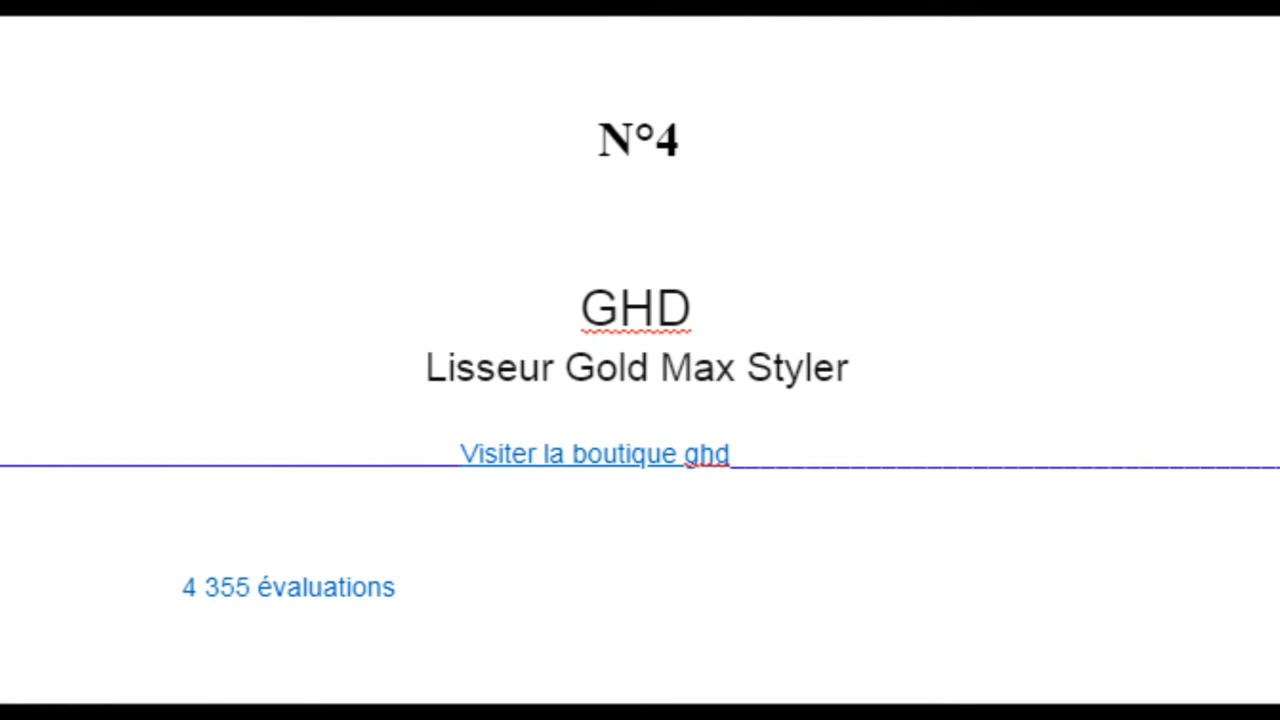 N°4
GHD
Lisseur Gold Max Styler
Visiter la boutique ghd
4 355 évaluations